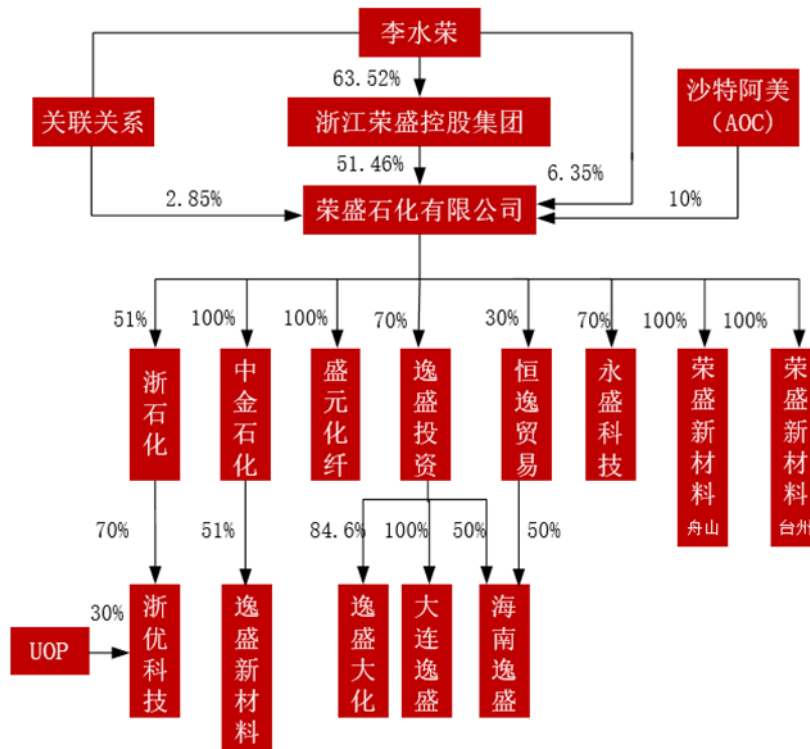 李水荣
63.52%
关联关系
浙江荣盛控股集团
沙特阿美
（AOC）
51.46%
6.35%
2.85%
荣盛石化有限公司
10%
51%
100%
100%
70%
30%
70%
100%
100%
浙石化
中金石化
盛元化纤
逸盛投资
恒逸贸易
永盛科技
荣盛新材料
舟山
荣盛新材料
台州
70%
51%
84.6%
100%
50%
50%
30%
UOP
浙优科技
逸盛新材料
逸盛大化
大连逸盛
海南逸盛